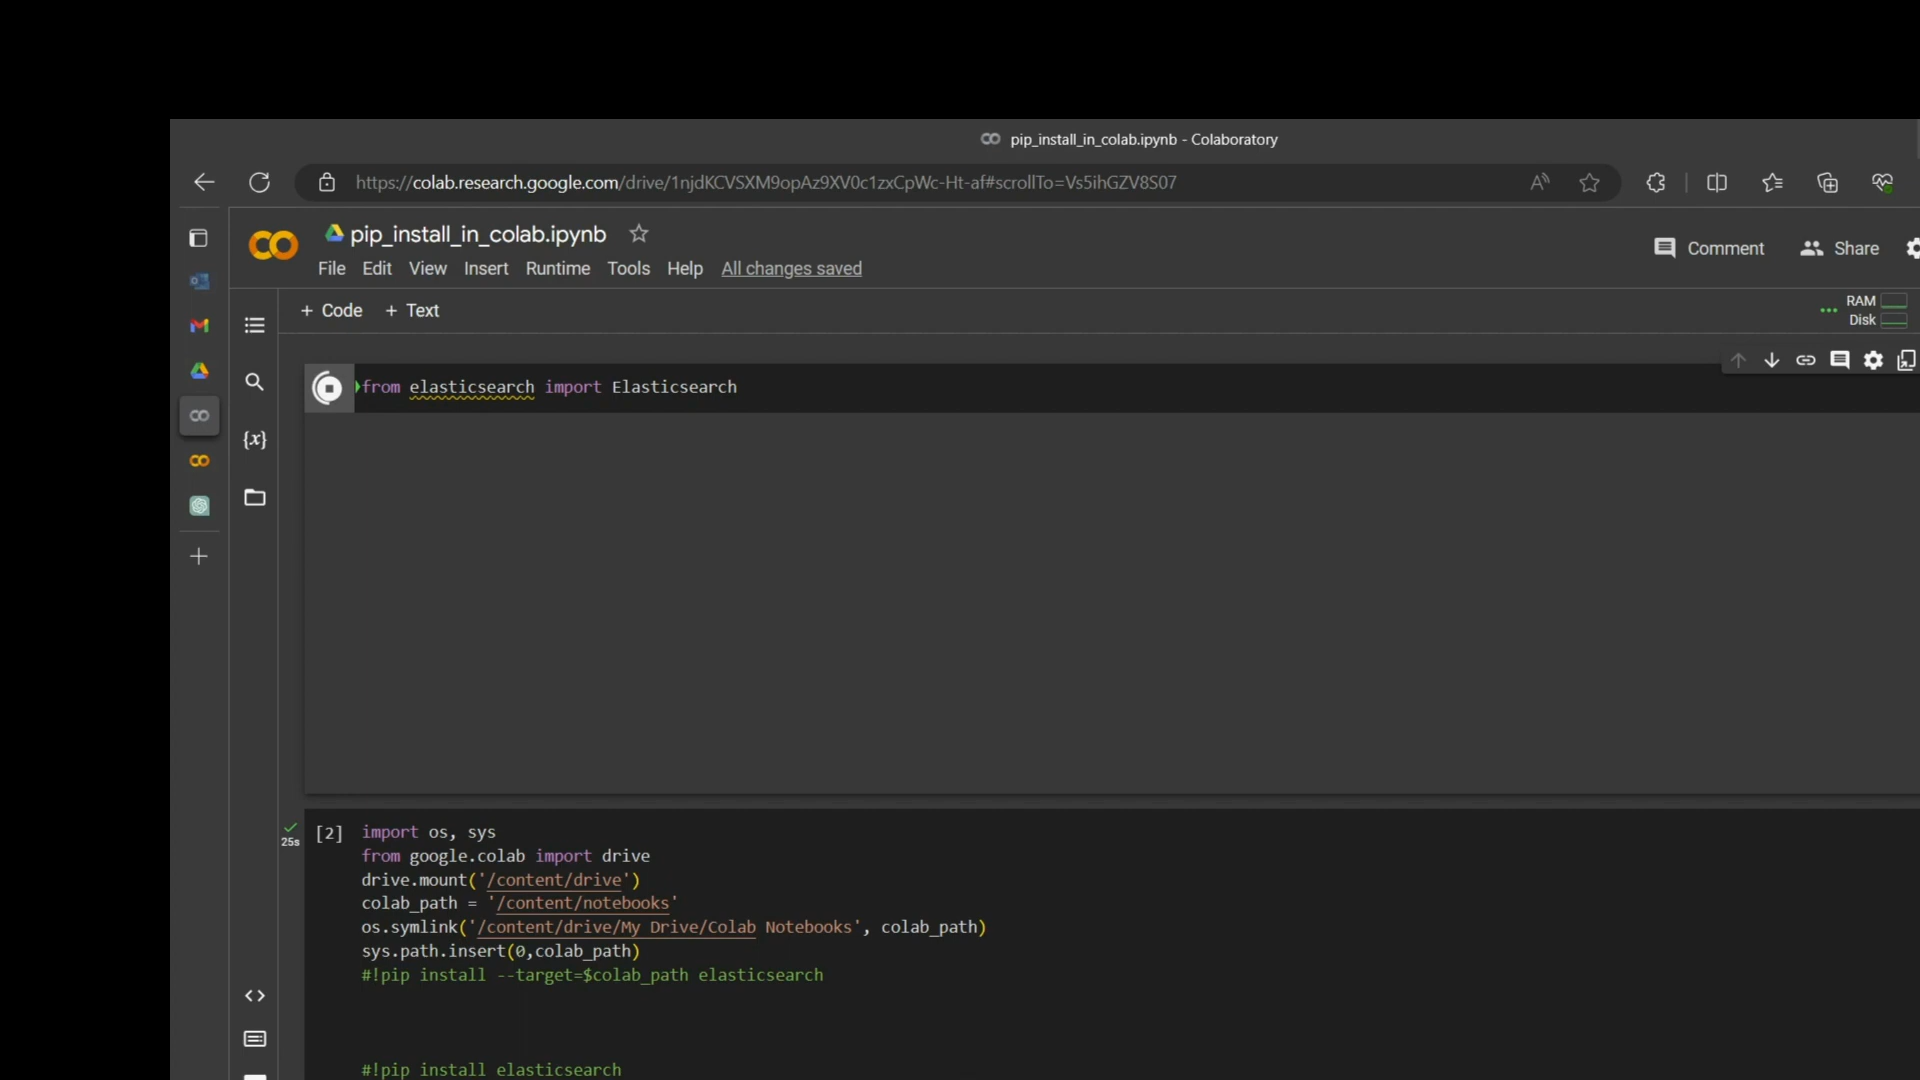 pip_install_in_colab.ipynb - Colaboratory
https://colab.research.google.com/drive/1njdKCVSXM9opAz9XV0c1zxCpWc-Ht-af#scrollTo=Vs5ihGZV8S07
pip_install_in_colab.ipynb
Comment Share
File Edit View Insert Runtime Tools Help All changes saved
+ Code + Text
RAM
Disk
from elasticsearch import Elasticsearch
{x}
25s
[2] import os, sys
from google.colab import drive
drive.mount('/content/drive')
colab_path = '/content/notebooks'
os.symlink('/content/drive/My Drive/Colab Notebooks', colab_path)
sys.path.insert(0,colab_path)
#!pip install --target=$colab_path elasticsearch
#!pip install elasticsearch